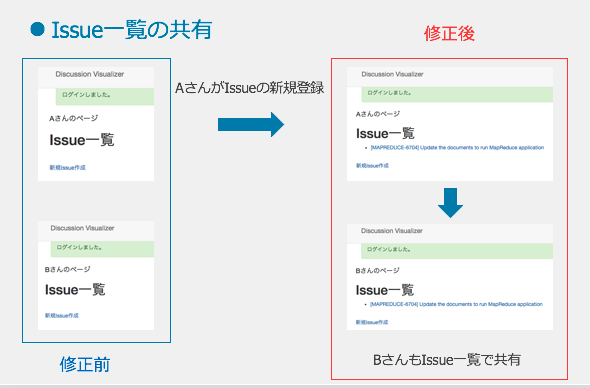 ● Issue一覧の共有
修正後
Discussion Visualizer
ログインしました。
Aさんのページ
Issue一覧
新規issue作成
AさんがIssueの新規登録
Discussion Visualizer
ログインしました。
Aさんのページ
Issue一覧
• [MAPREDUCE-6704] Update the documents to run MapReduce application
新規issue作成
Discussion Visualizer
ログインしました。
Bさんのページ
Issue一覧
新規issue作成
Discussion Visualizer
ログインしました。
Bさんのページ
Issue一覧
• [MAPREDUCE-6704] Update the documents to run MapReduce application
新規issue作成
修正前
BさんもIssue一覧で共有